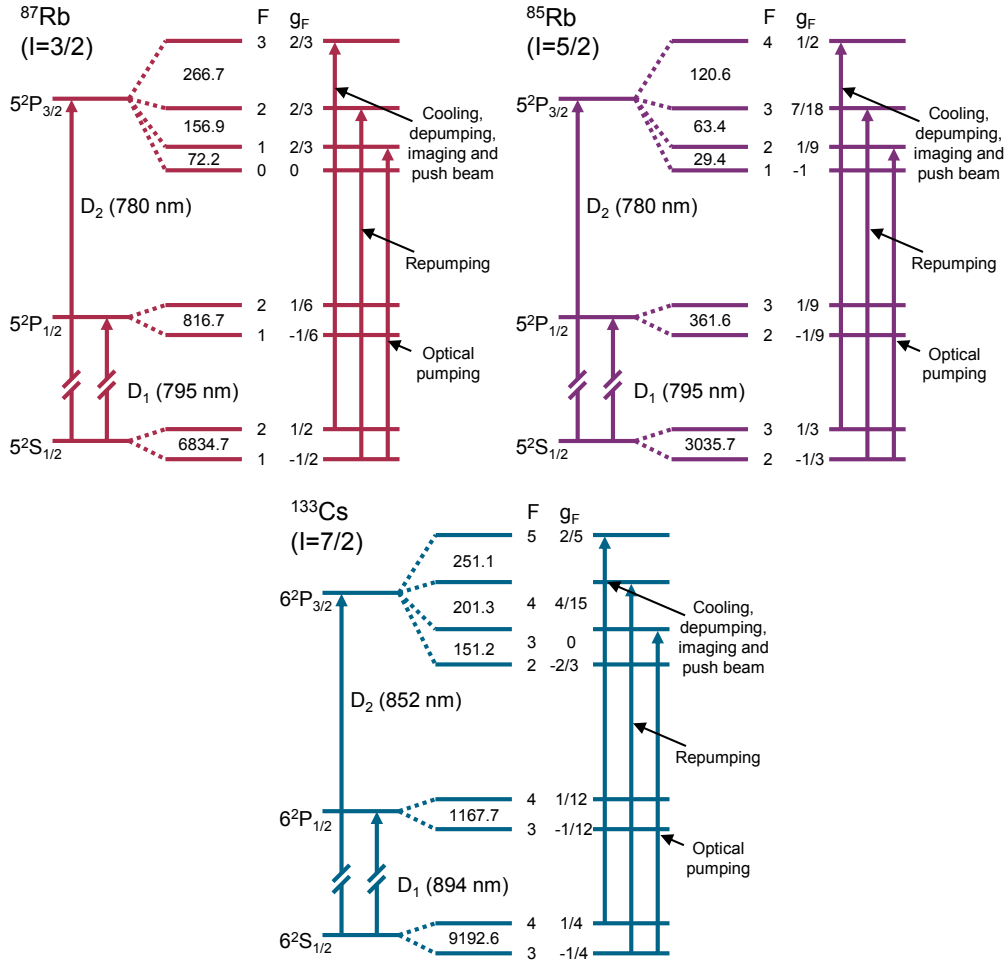 ⁸⁷Rb
(I=3/2)
F g_F
3 2/3
266.7
5²P₃/₂
2 2/3
156.9
1 2/3
72.2
0 0
Cooling,
depumping,
imaging and
push beam
D₂ (780 nm)
Repumping
2 1/6
5²P₁/₂
816.7
1 -1/6
Optical
pumping
D₁ (795 nm)
2 1/2
5²S₁/₂
6834.7
1 -1/2
⁸⁵Rb
(I=5/2)
F g_F
4 1/2
120.6
5²P₃/₂
3 7/18
63.4
2 1/9
29.4
1 -1
Cooling,
depumping,
imaging and
push beam
D₂ (780 nm)
Repumping
3 1/9
5²P₁/₂
361.6
2 -1/9
Optical
pumping
D₁ (795 nm)
3 1/3
5²S₁/₂
3035.7
2 -1/3
¹³³Cs
(I=7/2)
F g_F
5 2/5
251.1
6²P₃/₂
201.3 4 4/15
3 0
151.2
2 -2/3
Cooling,
depumping,
imaging and
push beam
D₂ (852 nm)
Repumping
4 1/12
6²P₁/₂
1167.7
3 -1/12
Optical
pumping
D₁ (894 nm)
4 1/4
6²S₁/₂
9192.6
3 -1/4